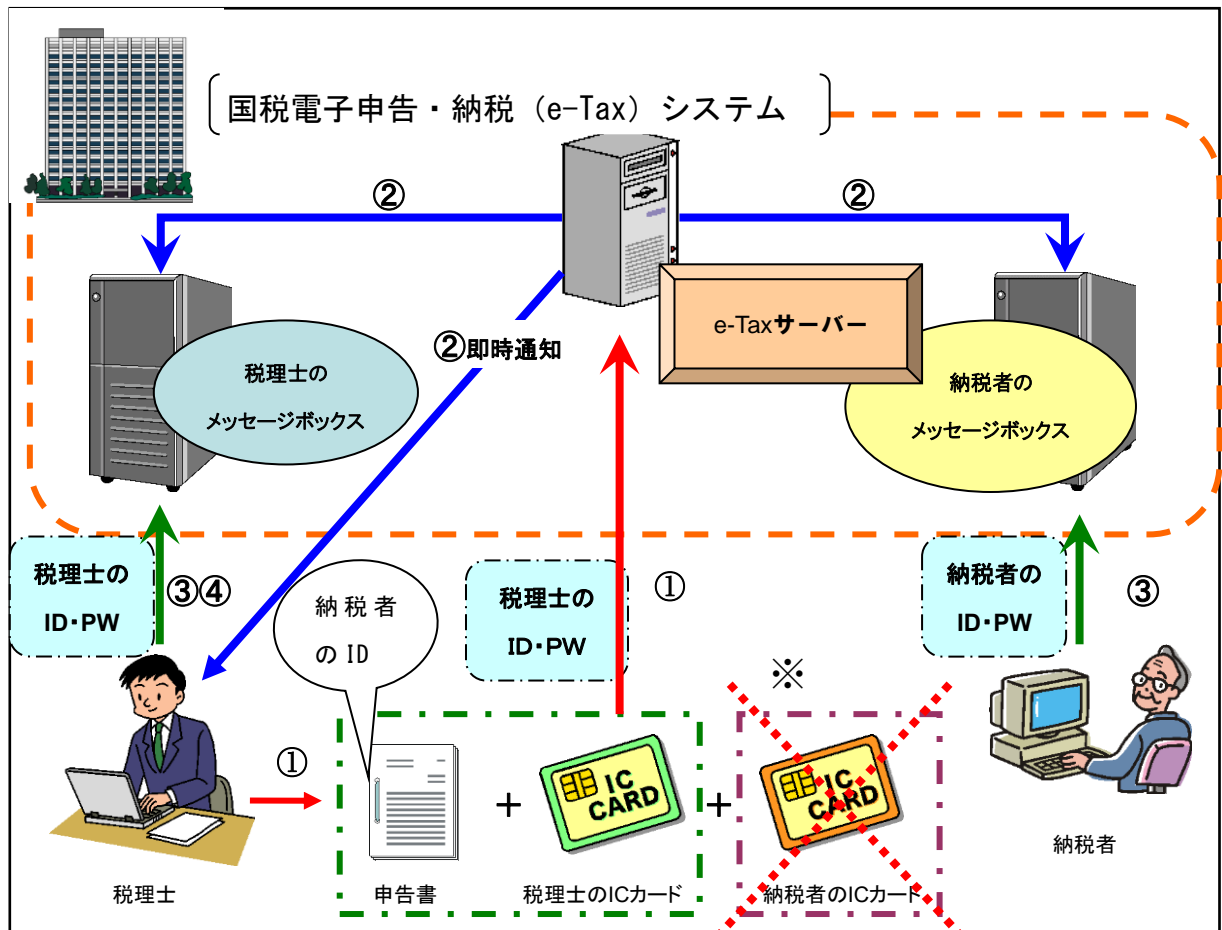 国税電子申告・納税(e-Tax)システム
②
②
e-Taxサーバー
②即時通知
税理士の
メッセージボックス
納税者の
メッセージボックス
税理士の
ID・PW
③④
納税者
のID
税理士の
ID・PW
①
納税者の
ID・PW
③
※
①
IC
CARD
IC
CARD
+
+
税理士
申告書
税理士のICカード
納税者のICカード
納税者